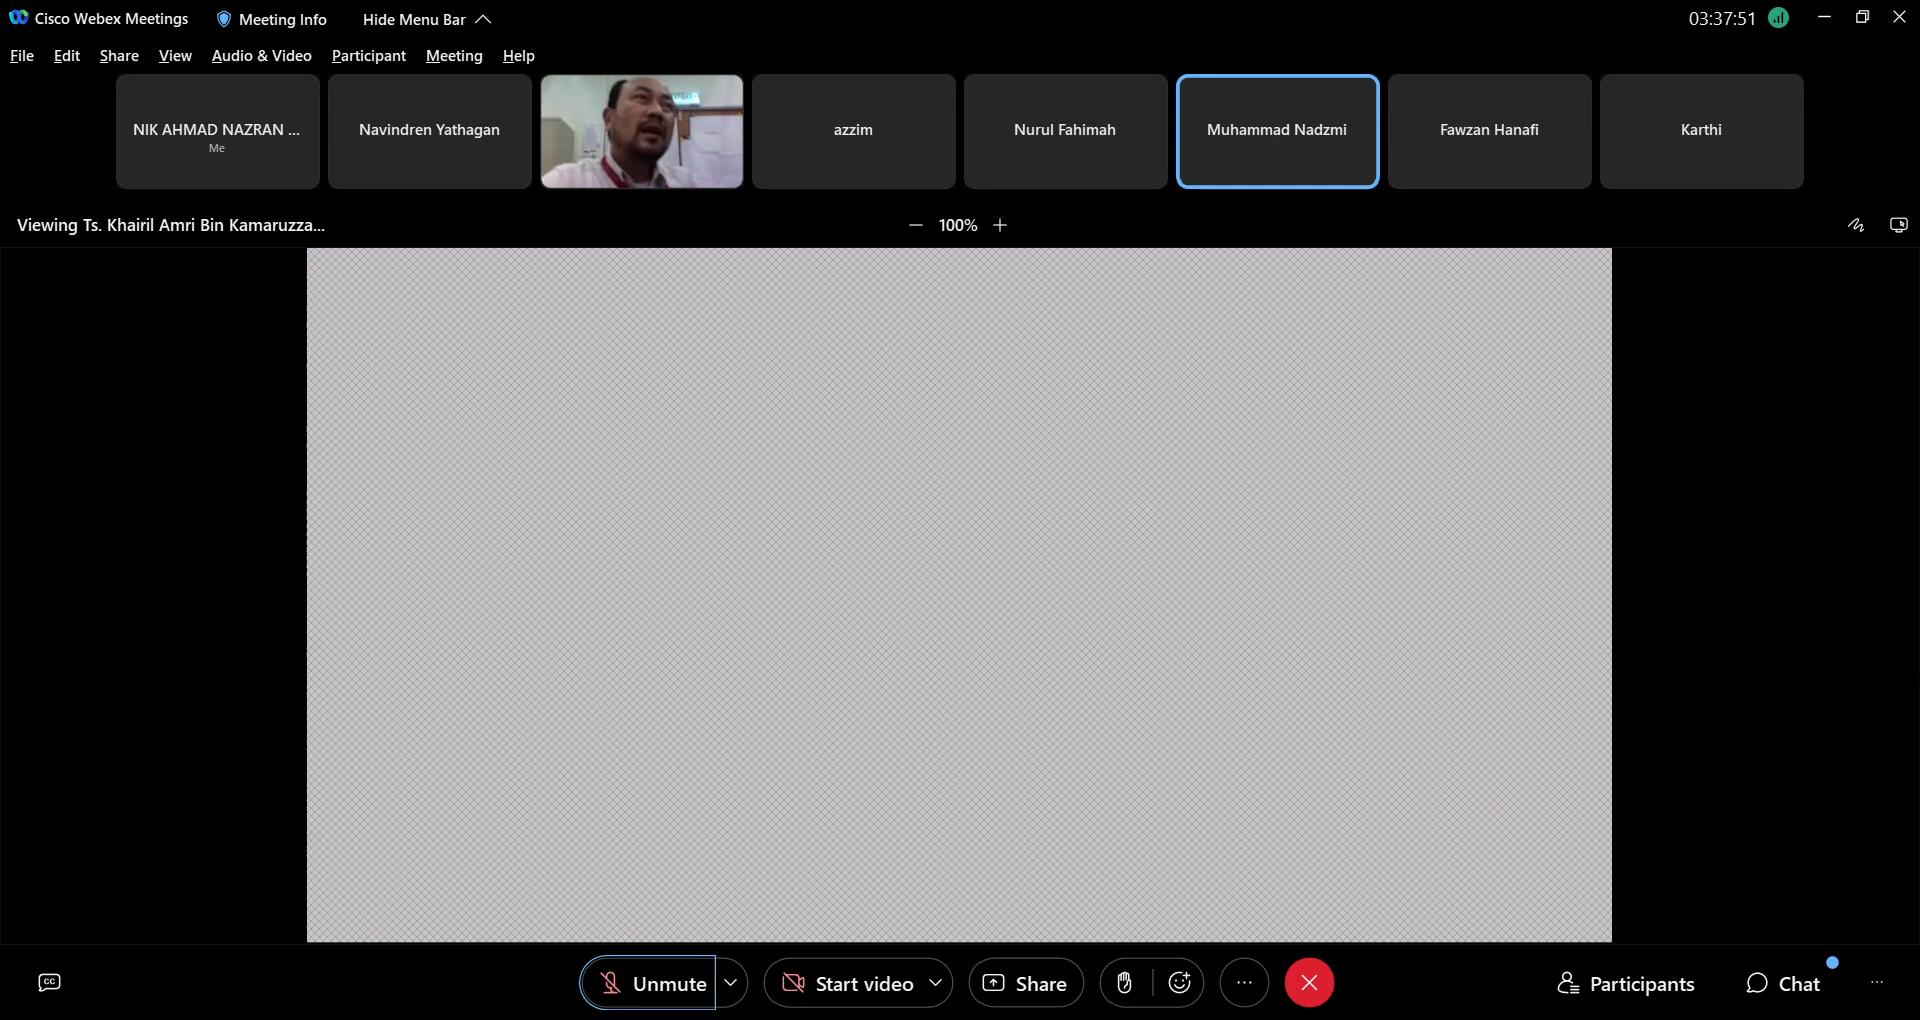 Cisco Webex Meetings Meeting Info Hide Menu Bar 03:37:51
File Edit Share View Audio & Video Participant Meeting Help
NIK AHMAD NAZRAN ...
Me
Navindren Yathagan
azzim
Nurul Fahimah
Muhammad Nadzmi
Fawzan Hanafi
Karthi
Viewing Ts. Khairil Amri Bin Kamaruzza... 100%
CC Unmute Start video Share Participants Chat